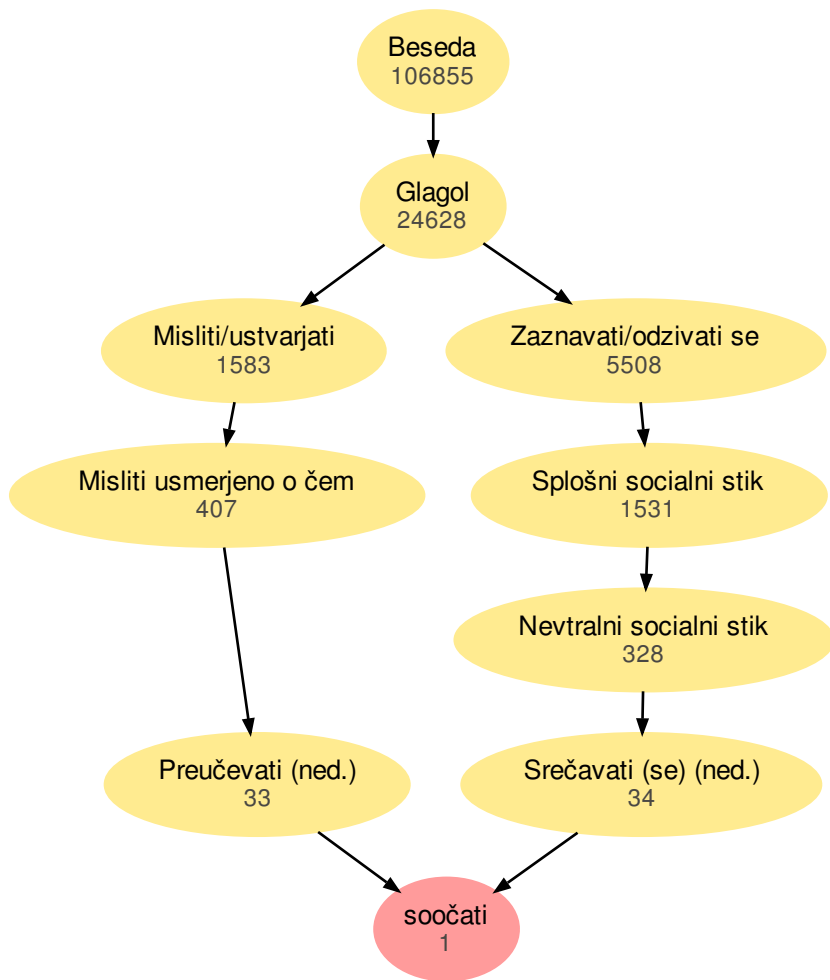 Beseda
106855
Glagol
24628
Misliti/ustvarjati
1583
Zaznavati/odzivati se
5508
Misliti usmerjeno o čem
407
Splošni socialni stik
1531
Nevtralni socialni stik
328
Preučevati (ned.)
33
Srečavati (se) (ned.)
34
soočati
1